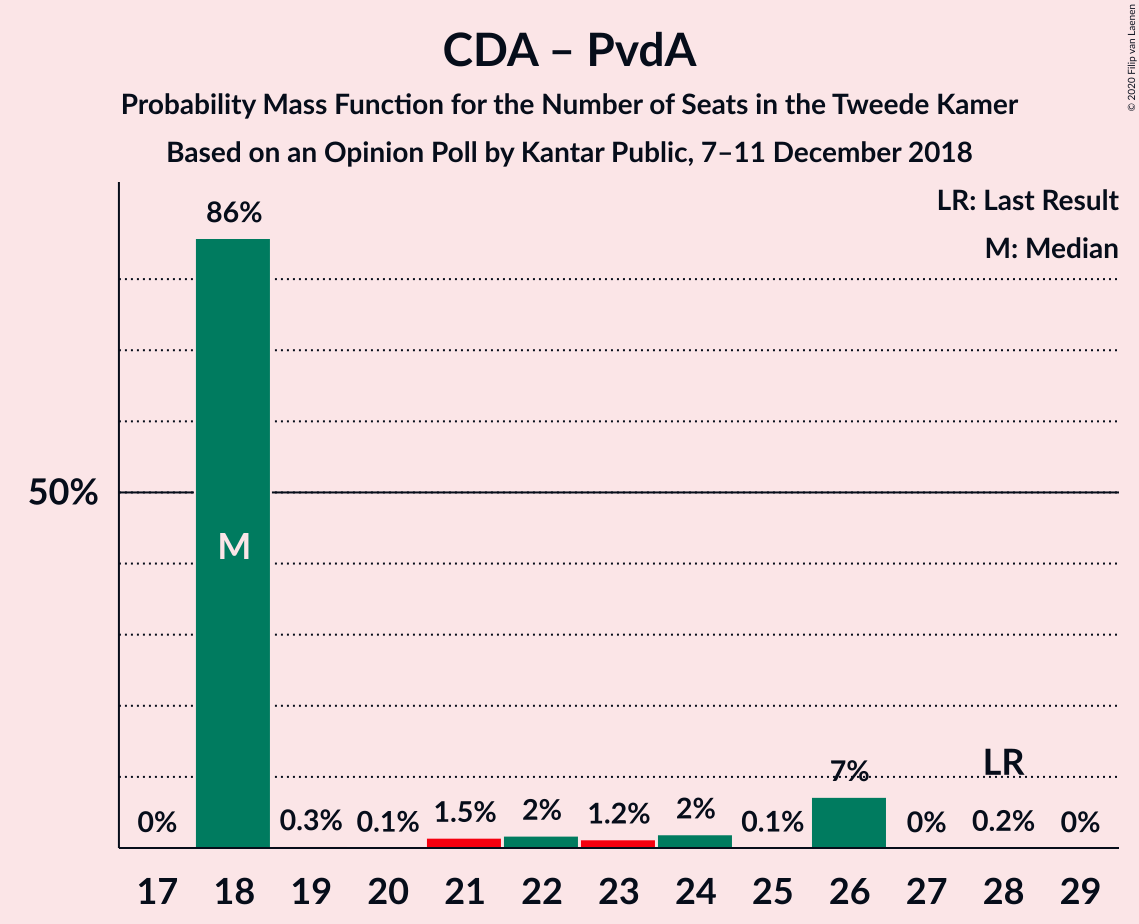 CDA – PvdA
Probability Mass Function for the Number of Seats in the Tweede Kamer
Based on an Opinion Poll by Kantar Public, 7–11 December 2018
© 2020 Filip van Laenen
LR: Last Result
M: Median
50%
0% 86% 0.3% 0.1% 1.5% 2% 1.2% 2% 0.1% 7% 0% 0.2% 0%
M
LR
17 18 19 20 21 22 23 24 25 26 27 28 29